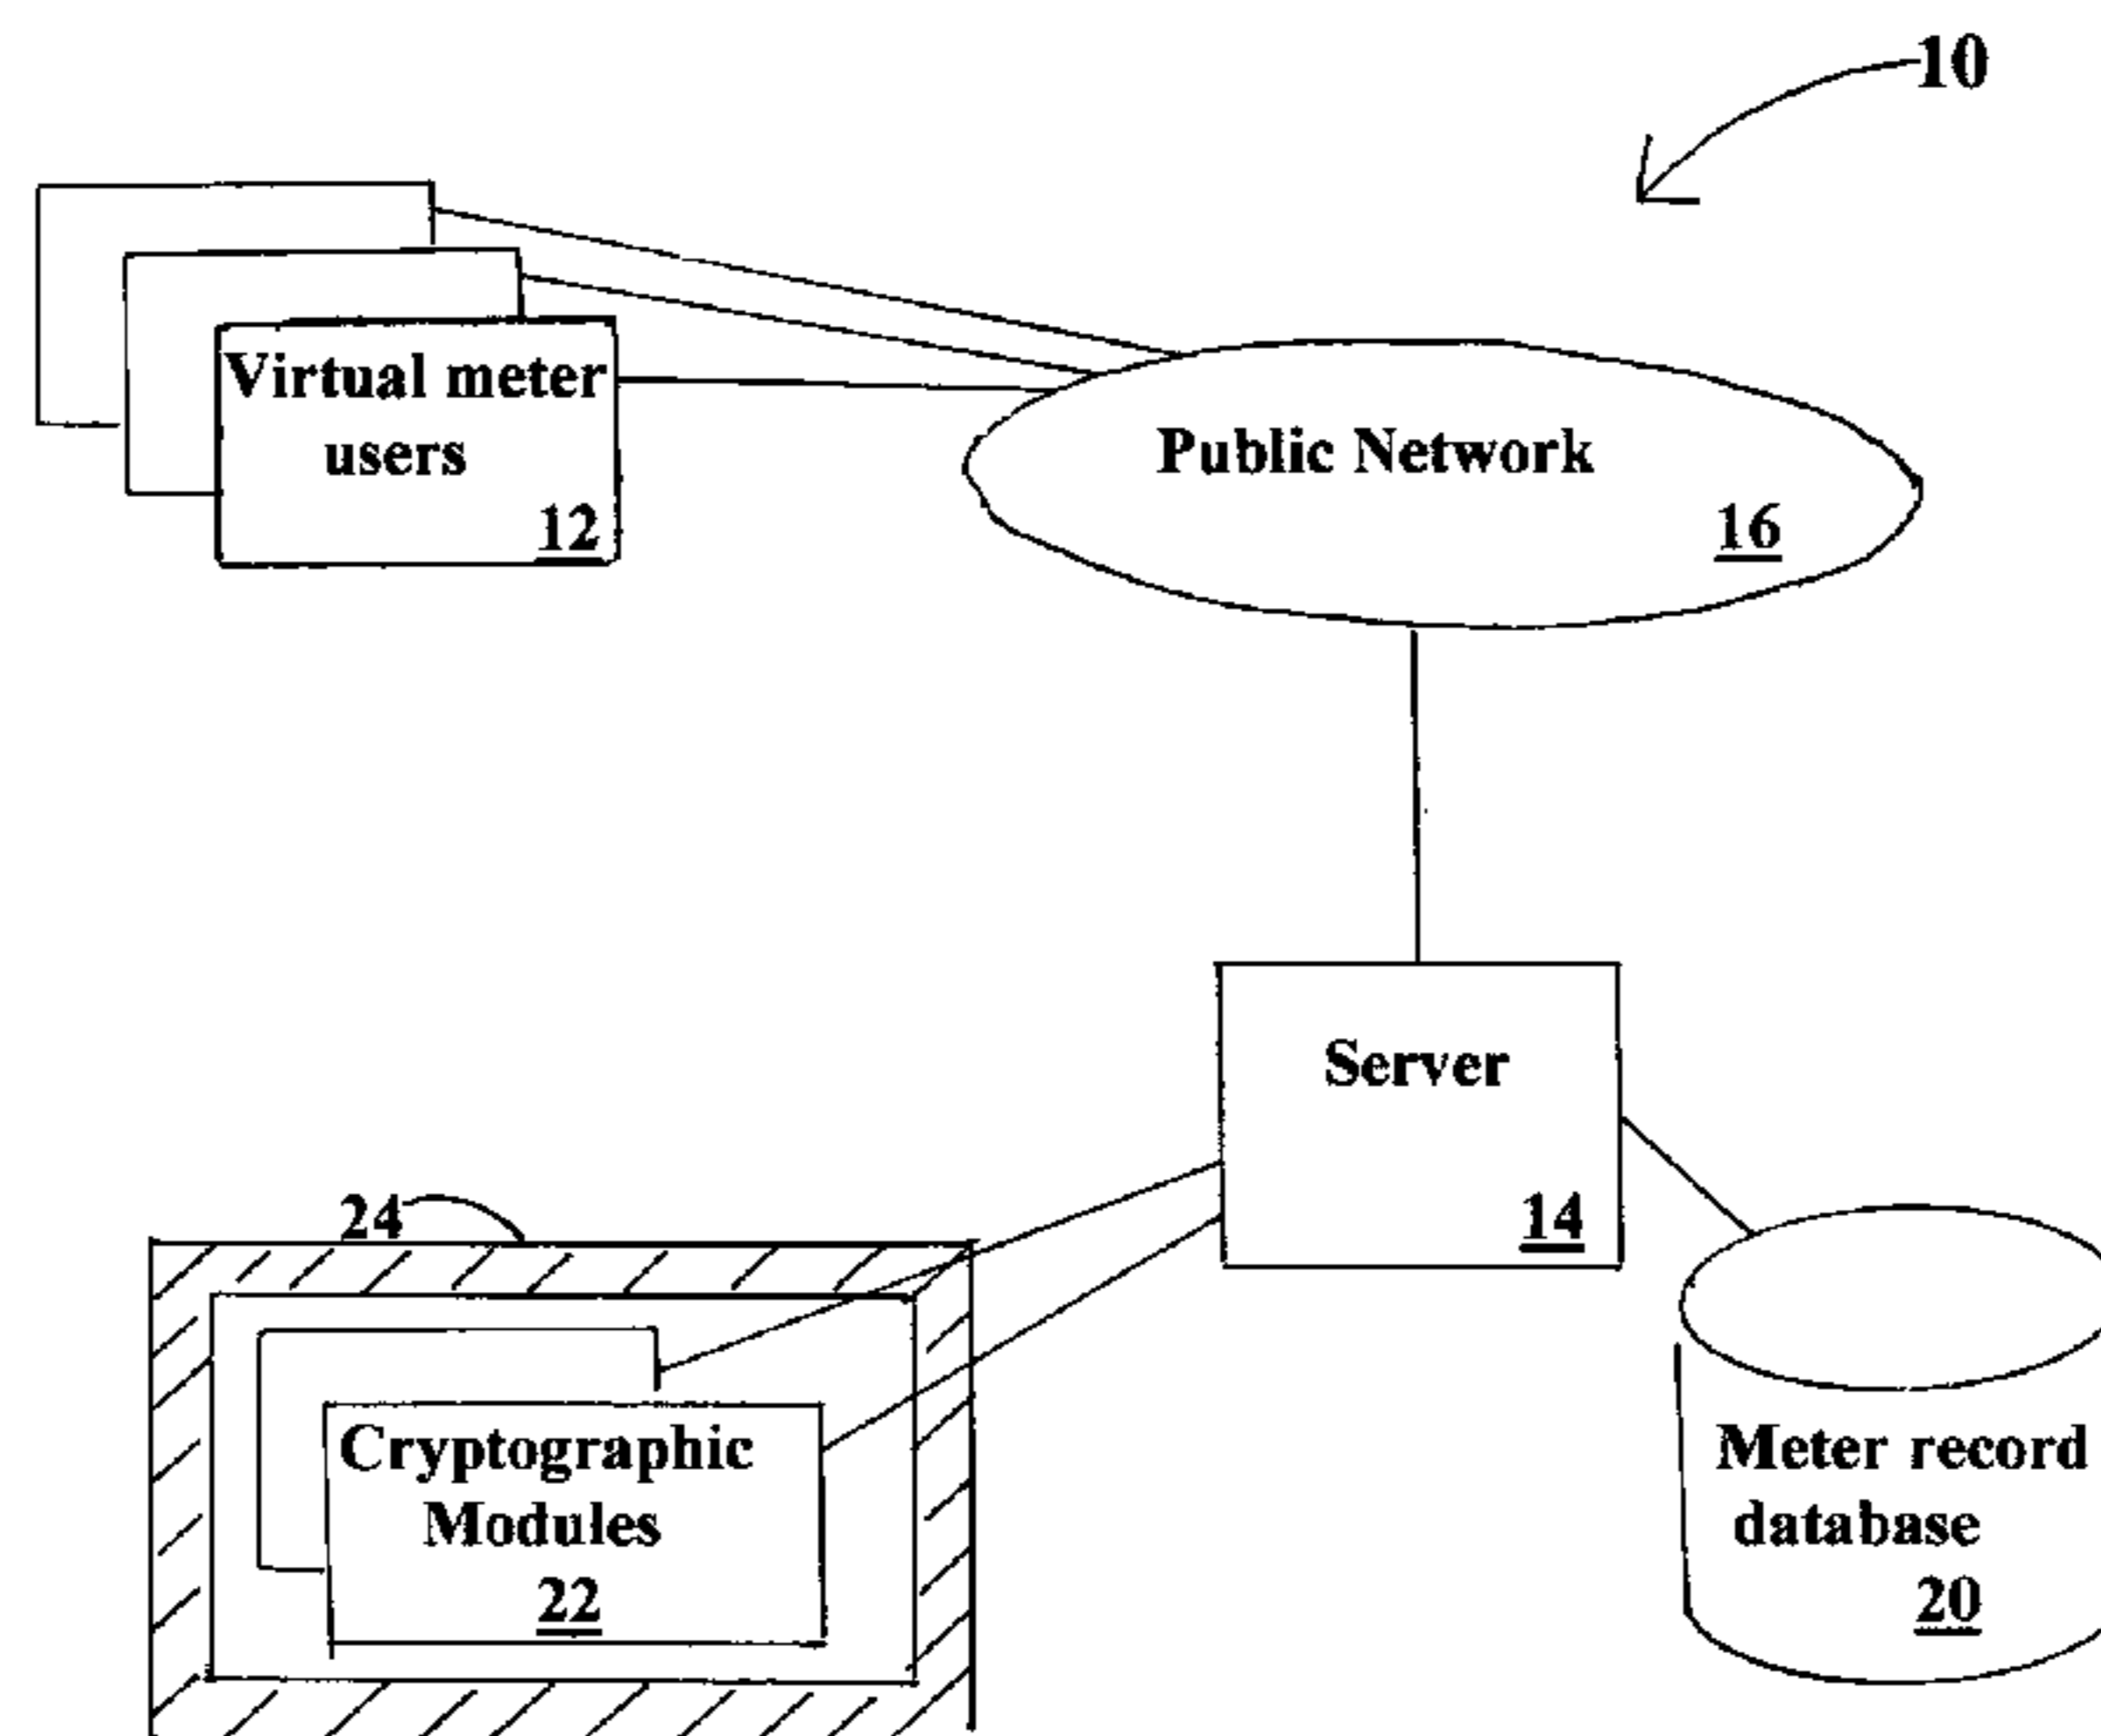 10
Virtual meter
users
12
Public Network
16
Server
14
24
Cryptographic
Modules
22
Meter record
database
20